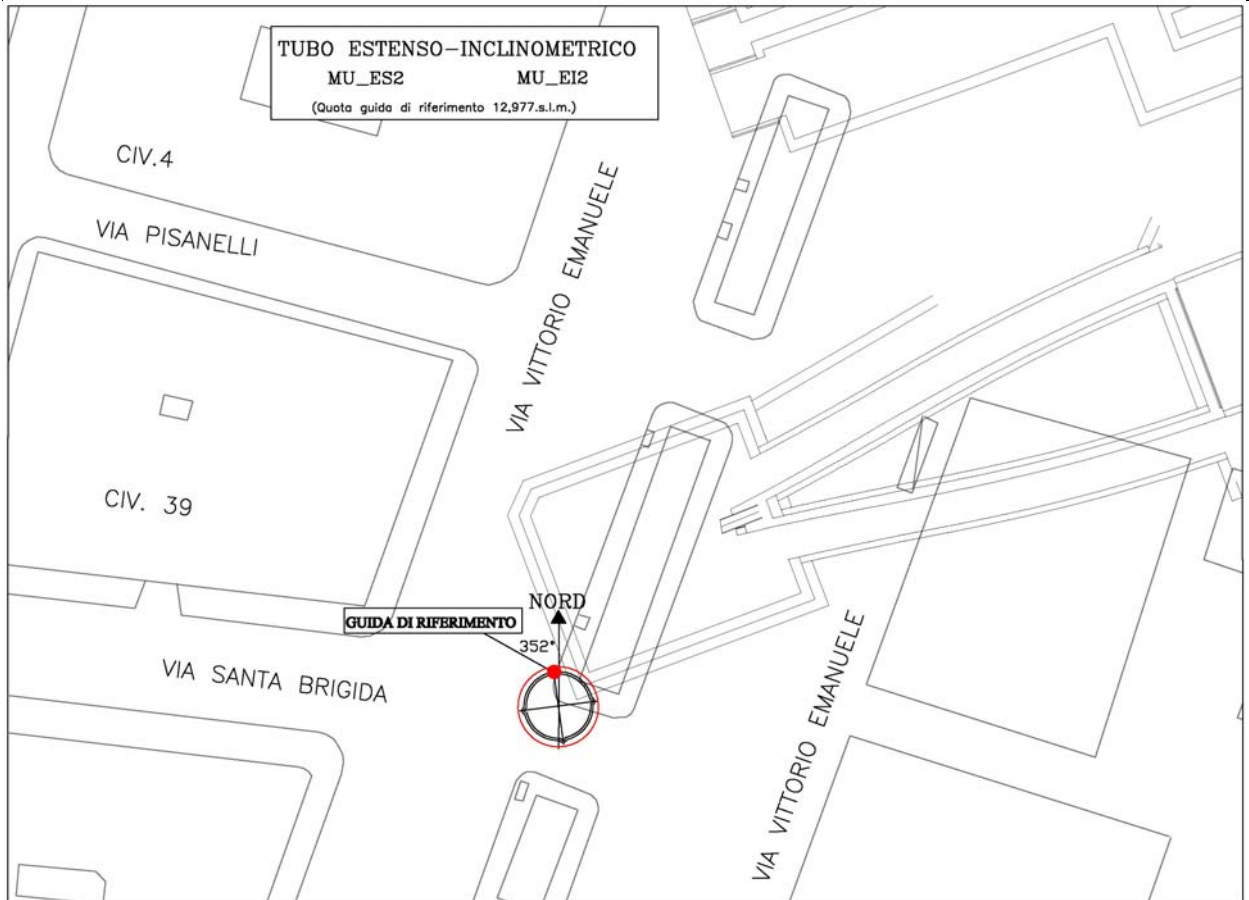 TUBO ESTENSO-INCLINOMETRICO
MU_ES2 MU_EI2
(Quota guida di riferimento 12,977.s.l.m.)
CIV.4
VIA PISANELLI
VIA VITTORIO EMANUELE
CIV. 39
NORD
GUIDA DI RIFERIMENTO
352°
VIA SANTA BRIGIDA
VIA VITTORIO EMANUELE